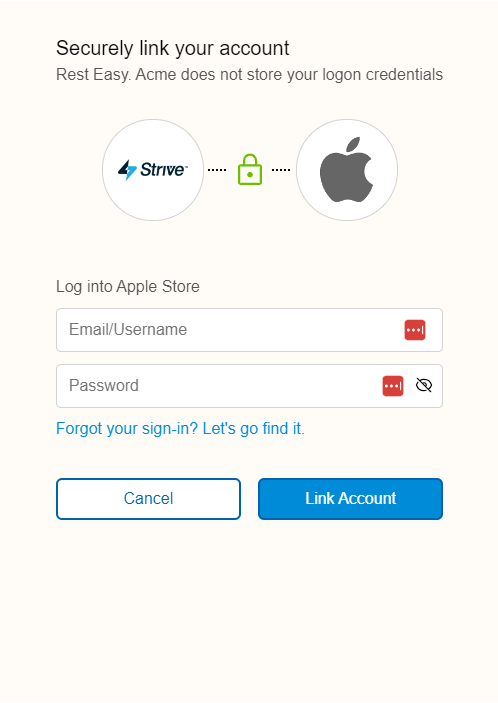 Securely link your account
Rest Easy. Acme does not store your logon credentials
Strive™
Log into Apple Store
Email/Username
Password
Forgot your sign-in? Let's go find it.
Cancel
Link Account